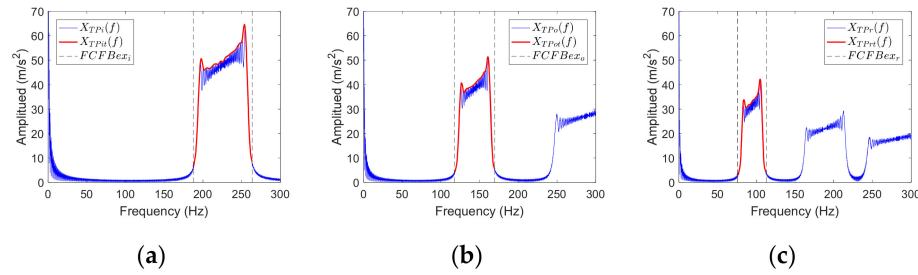 70
60
50
40
30
20
10
0
Amplitued (m/s²)
0 50 100 150 200 250 300
Frequency (Hz)
X_TPi(f)
X_TPit(f)
FCFBex_i
(a)
70
60
50
40
30
20
10
0
Amplitued (m/s²)
0 50 100 150 200 250 300
Frequency (Hz)
X_TPo(f)
X_TPot(f)
FCFBex_o
(b)
70
60
50
40
30
20
10
0
Amplitued (m/s²)
0 50 100 150 200 250 300
Frequency (Hz)
X_TPr(f)
X_TPrt(f)
FCFBex_r
(c)